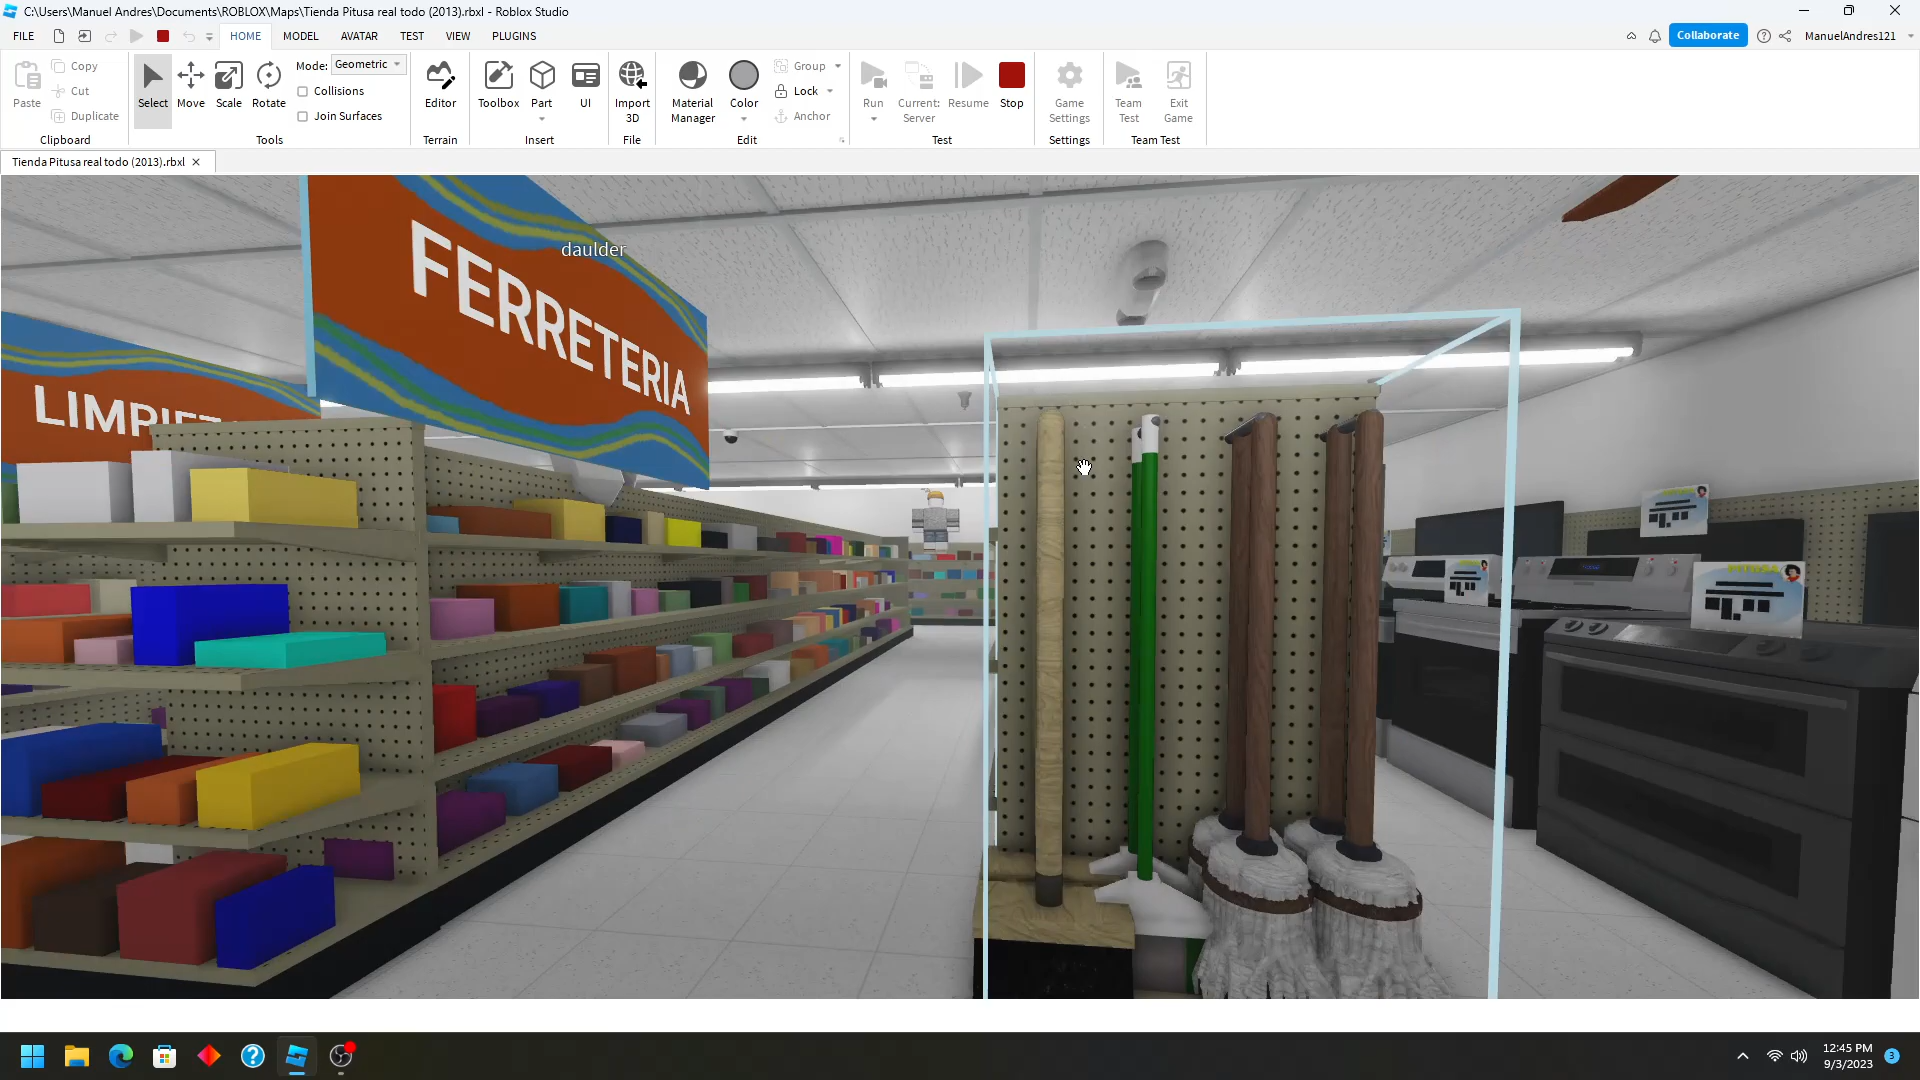 C:\Users\Manuel Andres\Documents\ROBLOX\Maps\Tienda Pitusa real todo (2013).rbxl - Roblox Studio
FILE HOME MODEL AVATAR TEST VIEW PLUGINS Collaborate ManuelAndres121
Paste Copy Cut Duplicate
Clipboard
Select Move Scale Rotate Mode: Geometric Collisions Join Surfaces
Tools
Editor
Terrain
Toolbox Part UI
Insert
Import 3D
File
Material Manager Color Group Lock Anchor
Edit
Run Current: Server Resume Stop
Test
Game Settings
Settings
Team Test Exit Game
Team Test
Tienda Pitusa real todo (2013).rbxl
FERRETERIA
daulder
PITUSA
12:45 PM
9/3/2023
3